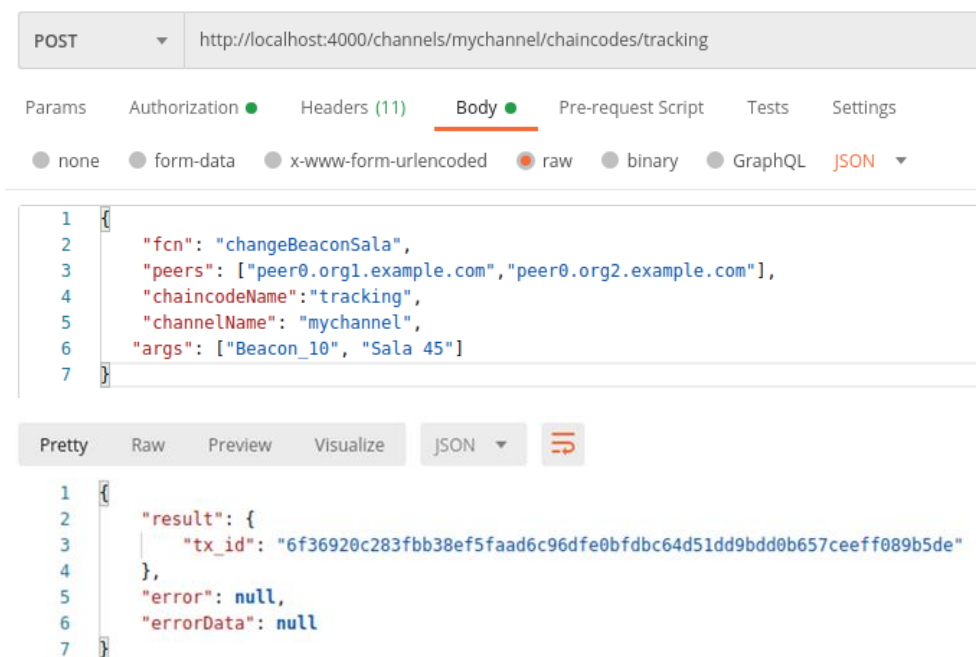 POST http://localhost:4000/channels/mychannel/chaincodes/tracking
Params Authorization Headers (11) Body Pre-request Script Tests Settings
none form-data x-www-form-urlencoded raw binary GraphQL JSON
1 {
2 "fcn": "changeBeaconSala",
3 "peers": ["peer0.org1.example.com","peer0.org2.example.com"],
4 "chaincodeName":"tracking",
5 "channelName": "mychannel",
6 "args": ["Beacon_10", "Sala 45"]
7 }
Pretty Raw Preview Visualize JSON
1 {
2 "result": {
3 "tx_id": "6f36920c283fbb38ef5faad6c96dfe0bfdbc64d51dd9bdd0b657ceeff089b5de"
4 },
5 "error": null,
6 "errorData": null
7 }